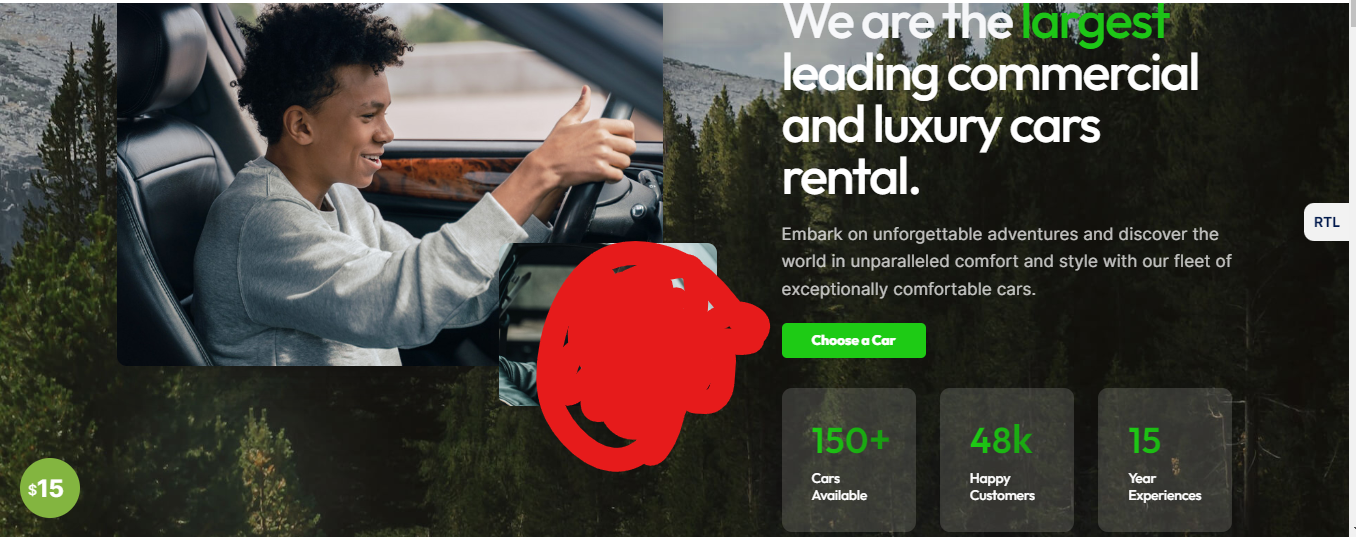 We are the largest
leading commercial
and luxury cars
rental.
Embark on unforgettable adventures and discover the
world in unparalleled comfort and style with our fleet of
exceptionally comfortable cars.
Choose a Car
150+
Cars
Available
48k
Happy
Customers
15
Year
Experiences
RTL
$15